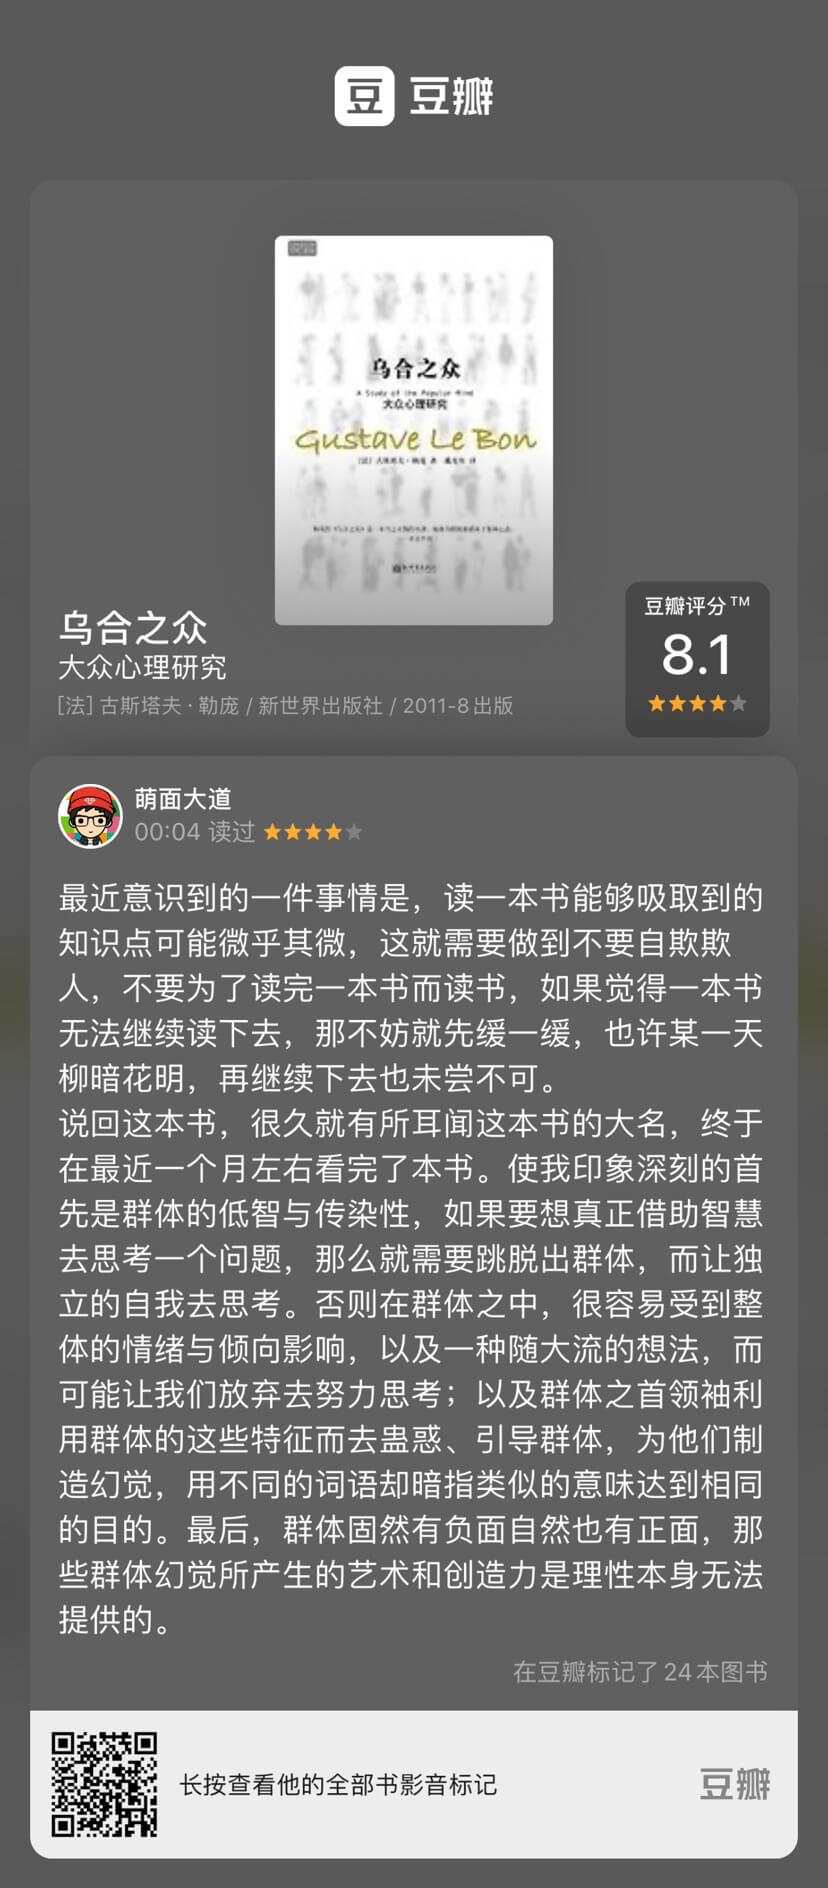 豆 豆瓣
乌合之众
A Study of the Popular Mind
大众心理研究
Gustave Le Bon
乌合之众
大众心理研究
[法] 古斯塔夫·勒庞 / 新世界出版社 / 2011-8出版
豆瓣评分™
8.1
萌面大道
00:04 读过
最近意识到的一件事情是，读一本书能够吸取到的
知识点可能微乎其微，这就需要做到不要自欺欺
人，不要为了读完一本书而读书，如果觉得一本书
无法继续读下去，那不妨就先缓一缓，也许某一天
柳暗花明，再继续下去也未尝不可。
说回这本书，很久就有所耳闻这本书的大名，终于
在最近一个月左右看完了本书。使我印象深刻的首
先是群体的低智与传染性，如果要想真正借助智慧
去思考一个问题，那么就需要跳脱出群体，而让独
立的自我去思考。否则在群体之中，很容易受到整
体的情绪与倾向影响，以及一种随大流的想法，而
可能让我们放弃去努力思考；以及群体之首领袖利
用群体的这些特征而去蛊惑、引导群体，为他们制
造幻觉，用不同的词语却暗指类似的意味达到相同
的目的。最后，群体固然有负面自然也有正面，那
些群体幻觉所产生的艺术和创造力是理性本身无法
提供的。
在豆瓣标记了24本图书
长按查看他的全部书影音标记
豆瓣